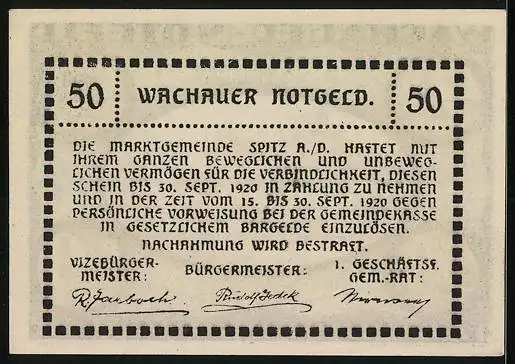 50 WACHAUER NOTGELD. 50
DIE MARKTGEMEINDE SPITZ A./D. HAFTET MIT
IHREM GANZEN BEWEGLICHEN UND UNBEWEG-
LICHEN VERMÖGEN FÜR DIE VERBINDLICHKEIT, DIESEN
SCHEIN BIS 30. SEPT. 1920 IN ZAHLUNG ZU NEHMEN
UND IN DER ZEIT VOM 15. BIS 30. SEPT. 1920 GEGEN
PERSÖNLICHE VORWEISUNG BEI DER GEMEINDEKASSE
IN GESETZLICHEM BARGELDE EINZULÖSEN.
NACHAHMUNG WIRD BESTRAFT.
VIZEBÜRGER-
MEISTER:
BÜRGERMEISTER:
1. GESCHÄFTSF.
GEM.-RAT: